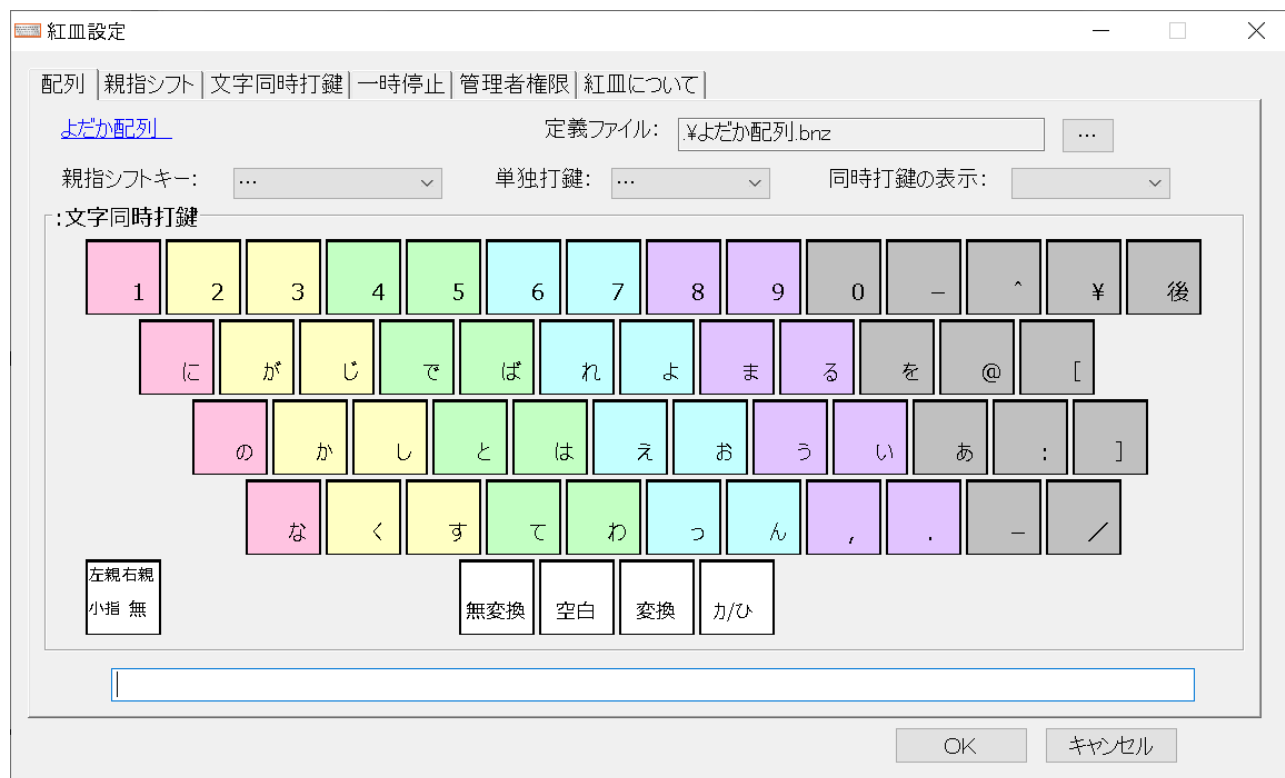 紅皿設定
配列 親指シフト 文字同時打鍵 一時停止 管理者権限 紅皿について
よだか配列 定義ファイル: .¥よだか配列.bnz ...
親指シフトキー: ... 単独打鍵: ... 同時打鍵の表示:
:文字同時打鍵
1 2 3 4 5 6 7 8 9 0 − ^ ¥ 後
に が じ で ば れ よ ま る を @ [
の か し と は え お う い あ : ]
な く す て わ っ ん , . − ／
左親右親
小指 無 無変換 空白 変換 カ/ひ
OK キャンセル